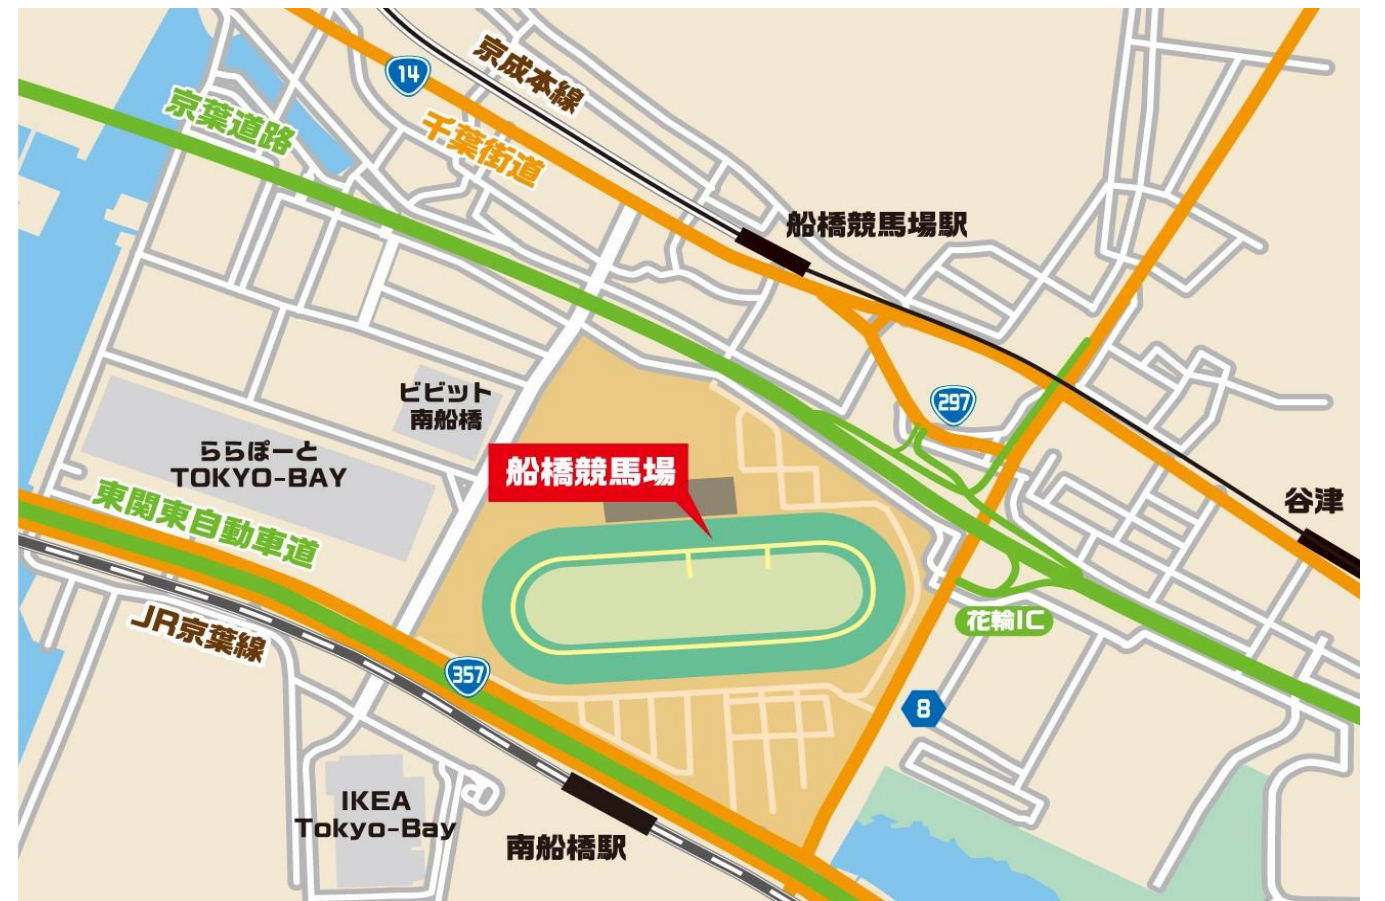 京成本線
14
京葉道路
千葉街道
船橋競馬場駅
ビビット
南船橋
297
ららぽーと
TOKYO-BAY
船橋競馬場
谷津
東関東自動車道
JR京葉線
花輪IC
357
8
IKEA
Tokyo-Bay
南船橋駅